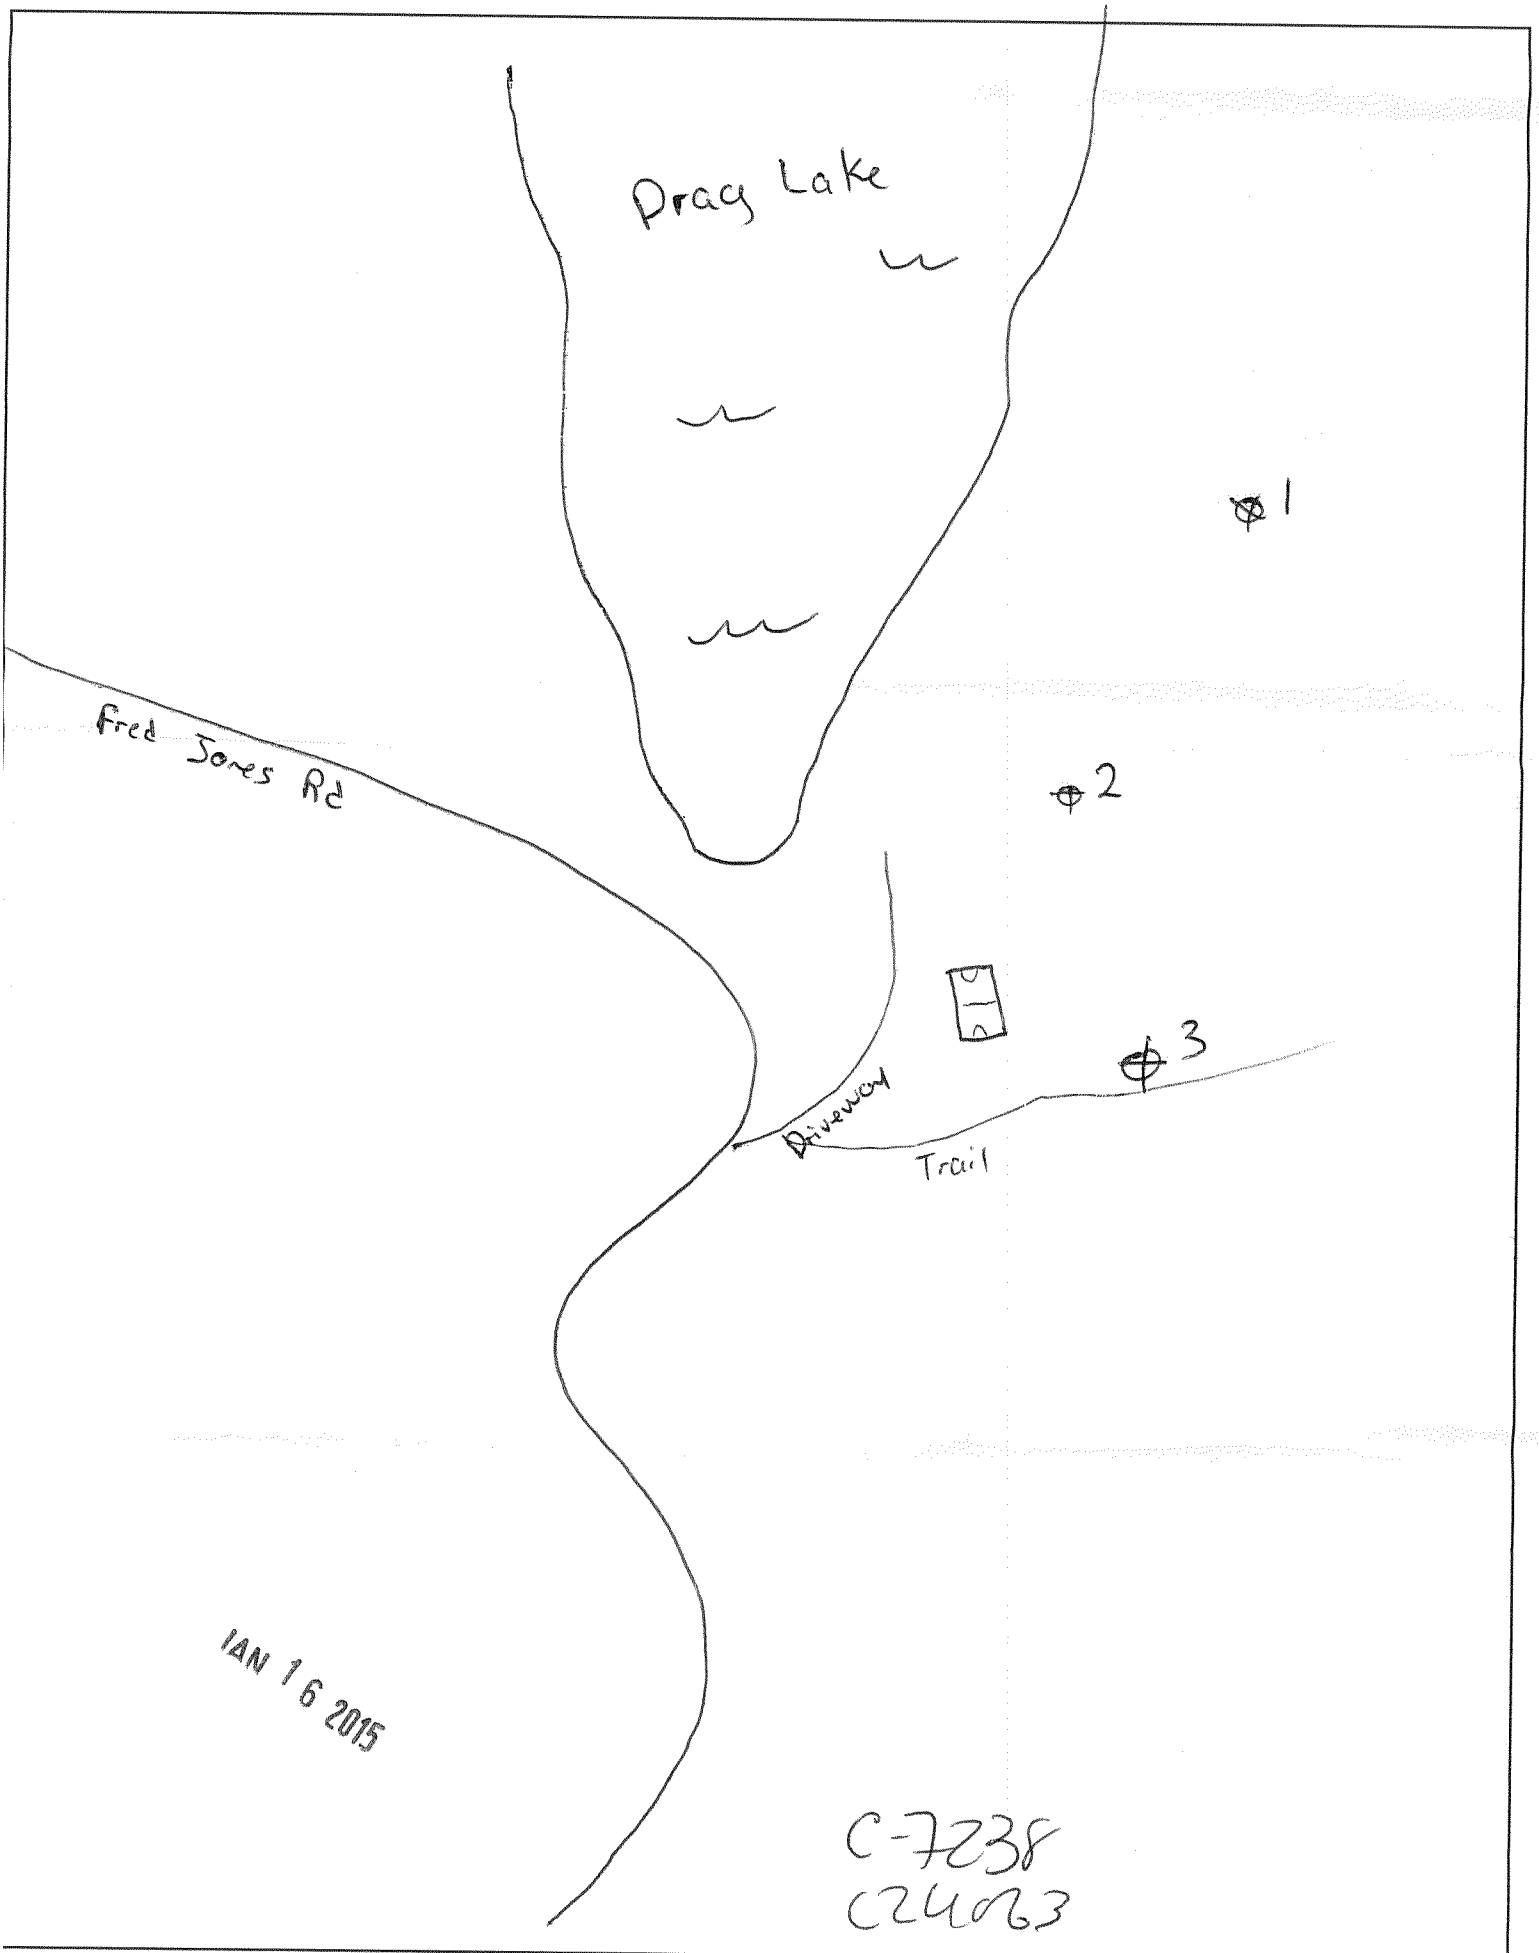 Drag Lake
1
Fred Jones Rd
2
3
Driveway
Trail
JAN 16 2015
C-7238
C24063